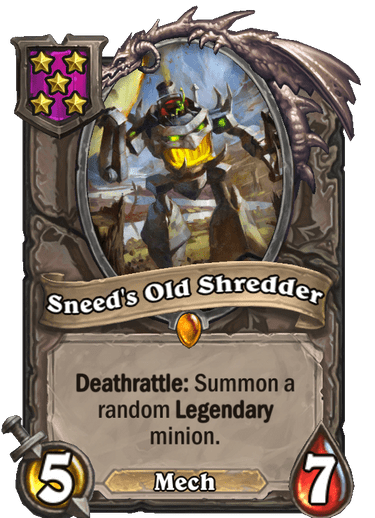 Sneed's Old Shredder
Deathrattle: Summon a
random Legendary
minion.
5
Mech
7